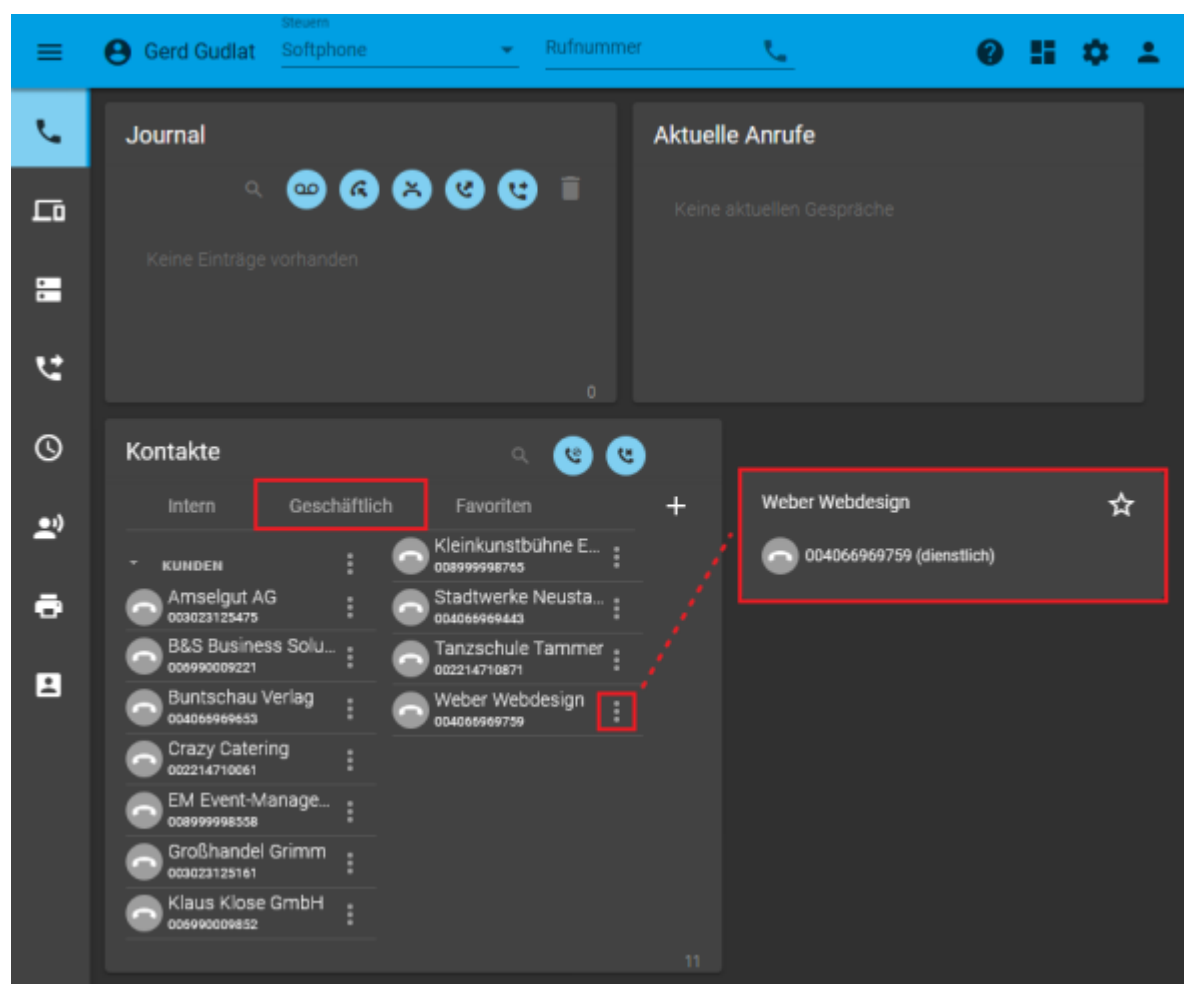 Steuern
Gerd Gudlat
Softphone
Rufnummer
Journal
Keine Einträge vorhanden
0
Aktuelle Anrufe
Keine aktuellen Gespräche
Kontakte
Intern
Geschäftlich
Favoriten
KUNDEN
Amselgut AG
003023125475
B&S Business Solu...
006990009221
Buntschau Verlag
004066969653
Crazy Catering
002214710061
EM Event-Manage...
008999998558
Großhandel Grimm
003023125161
Klaus Klose GmbH
006990009852
Kleinkunstbühne E...
008999998765
Stadtwerke Neusta...
004066969443
Tanzschule Tammer
002214710871
Weber Webdesign
004066969759
11
Weber Webdesign
004066969759 (dienstlich)